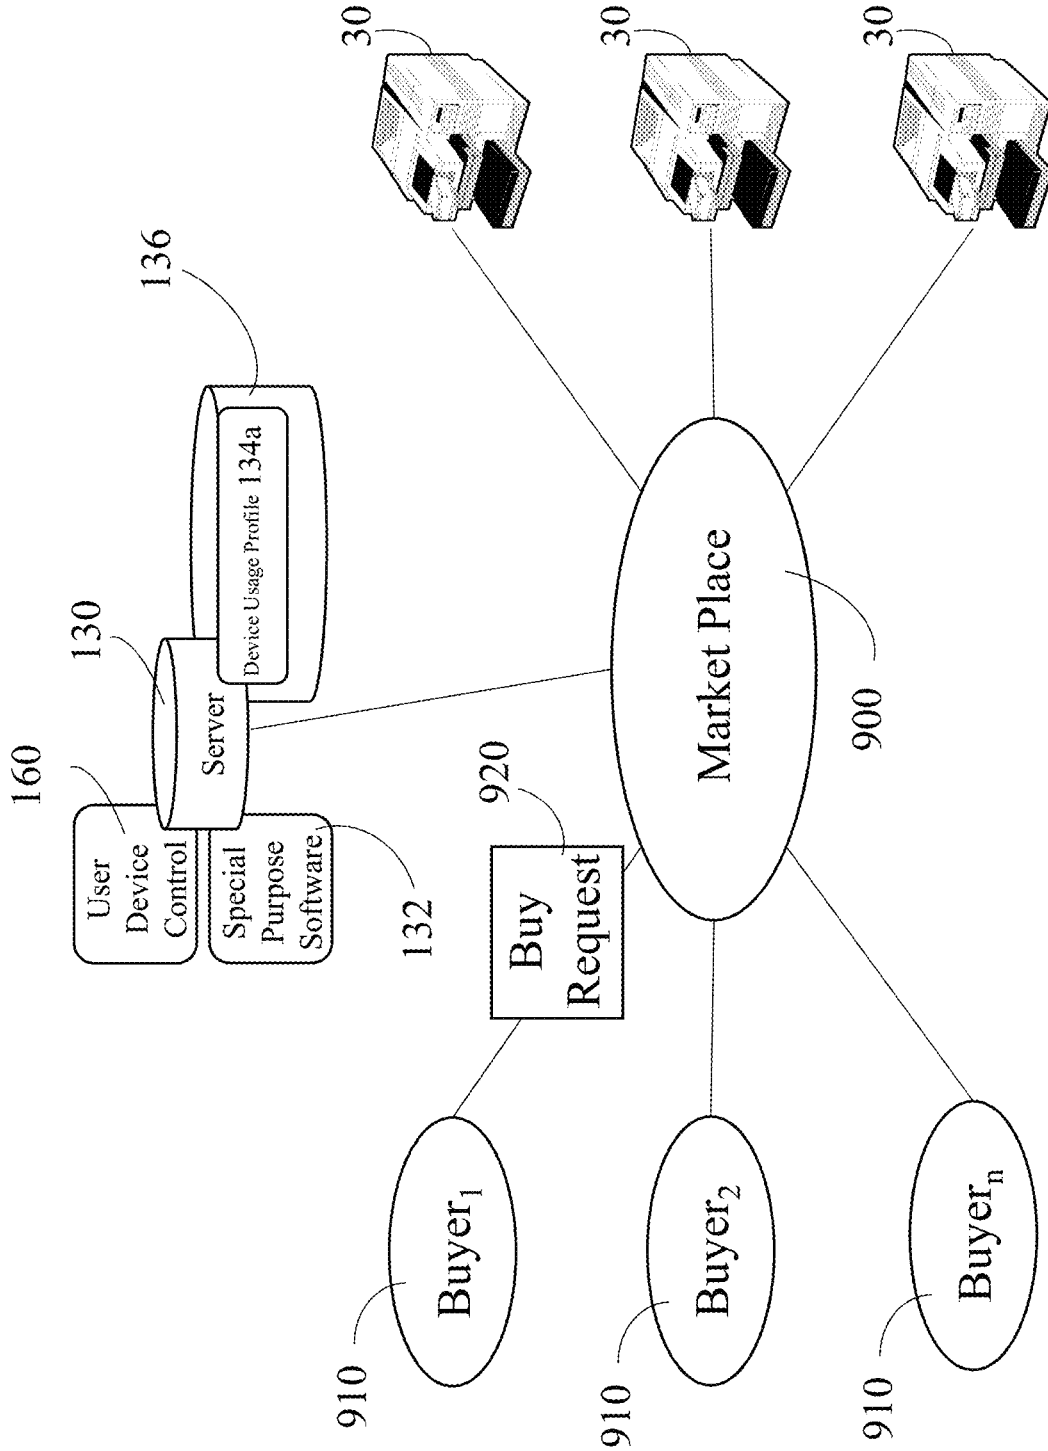 160
User
Device
Control
130
Server
136
Device Usage Profile 134a
Special
Purpose
Software
132
910
Buyer₁
Buy
Request
920
30
910
Buyer₂
Market Place
900
30
910
Buyerₙ
30